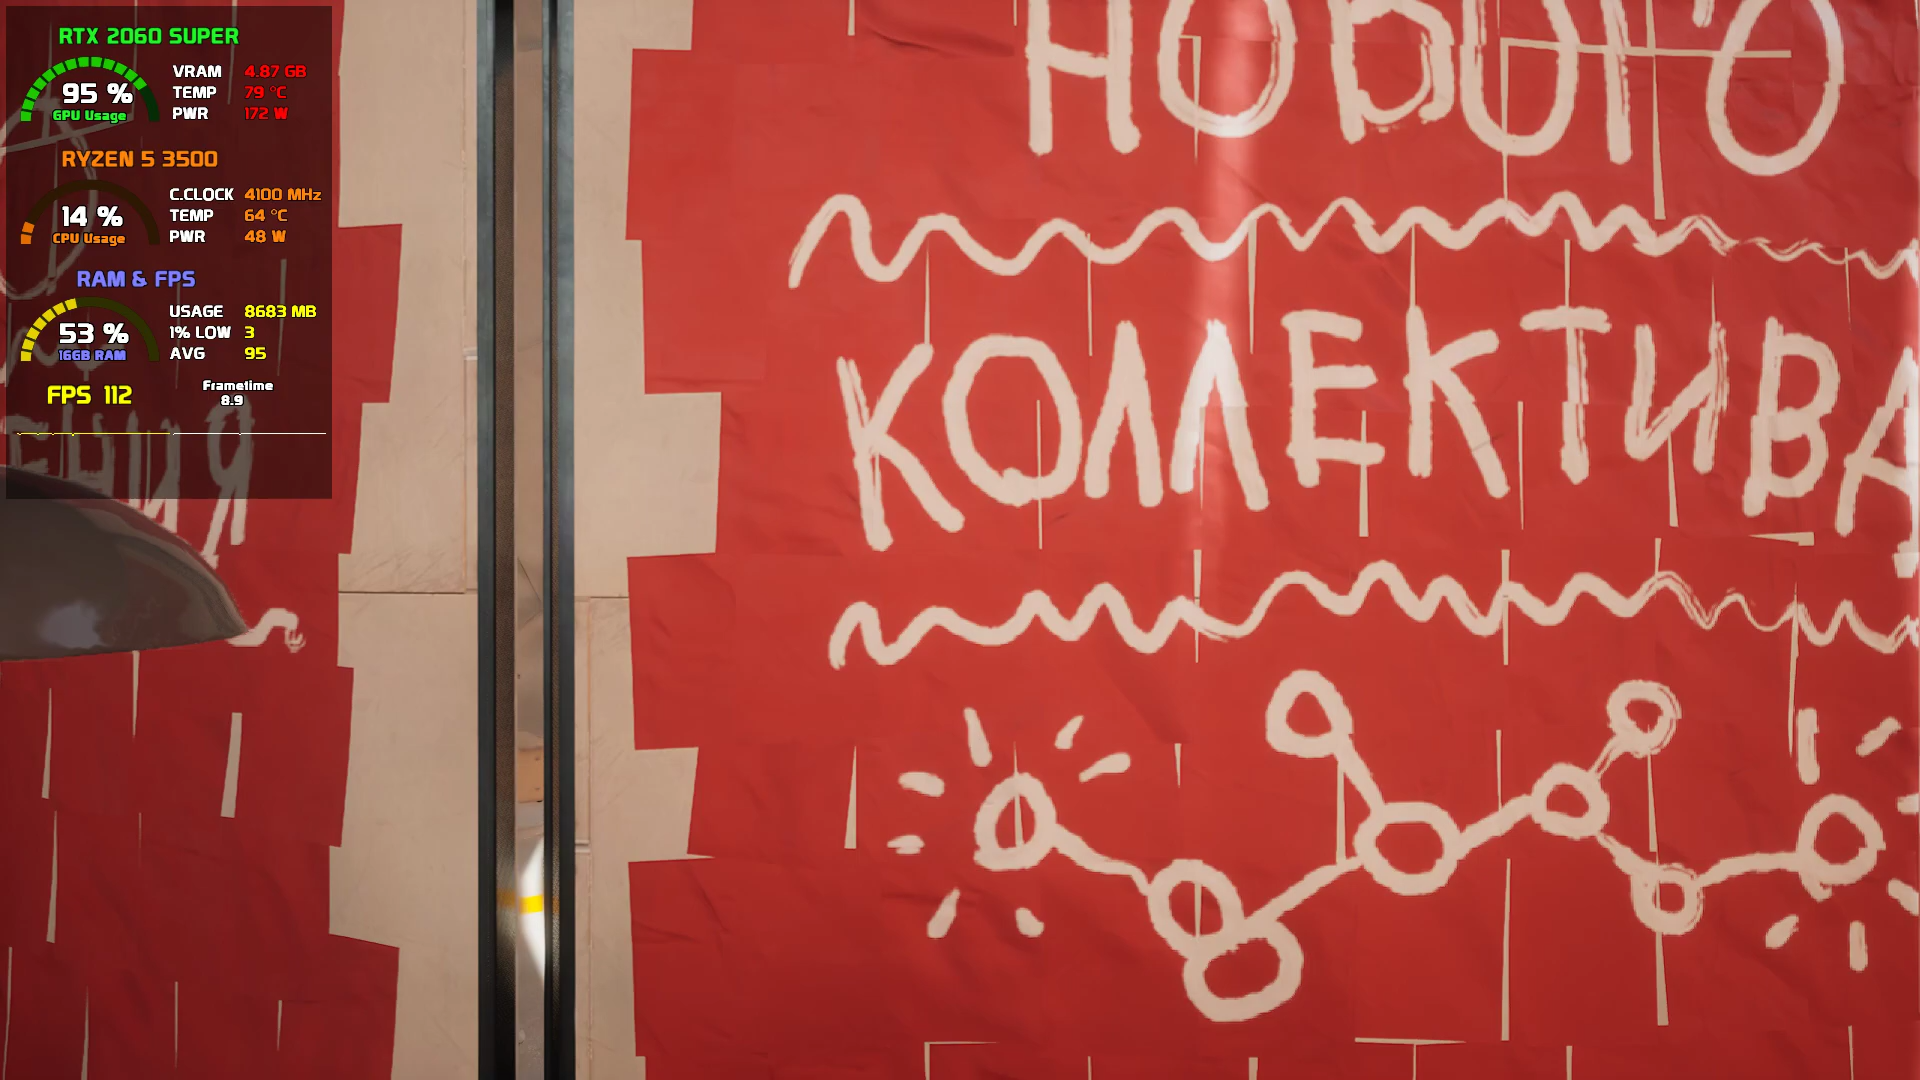 RTX 2060 SUPER
95 %
GPU Usage
VRAM 4.87 GB
TEMP 79 °C
PWR 172 W
RYZEN 5 3500
14 %
CPU Usage
C.CLOCK 4100 MHz
TEMP 64 °C
PWR 48 W
RAM & FPS
53 %
16GB RAM
USAGE 8683 MB
1% LOW 3
AVG 95
FPS 112
Frametime
8.9
ЕНИЯ
НОВОГО
КОЛЛЕКТИВА